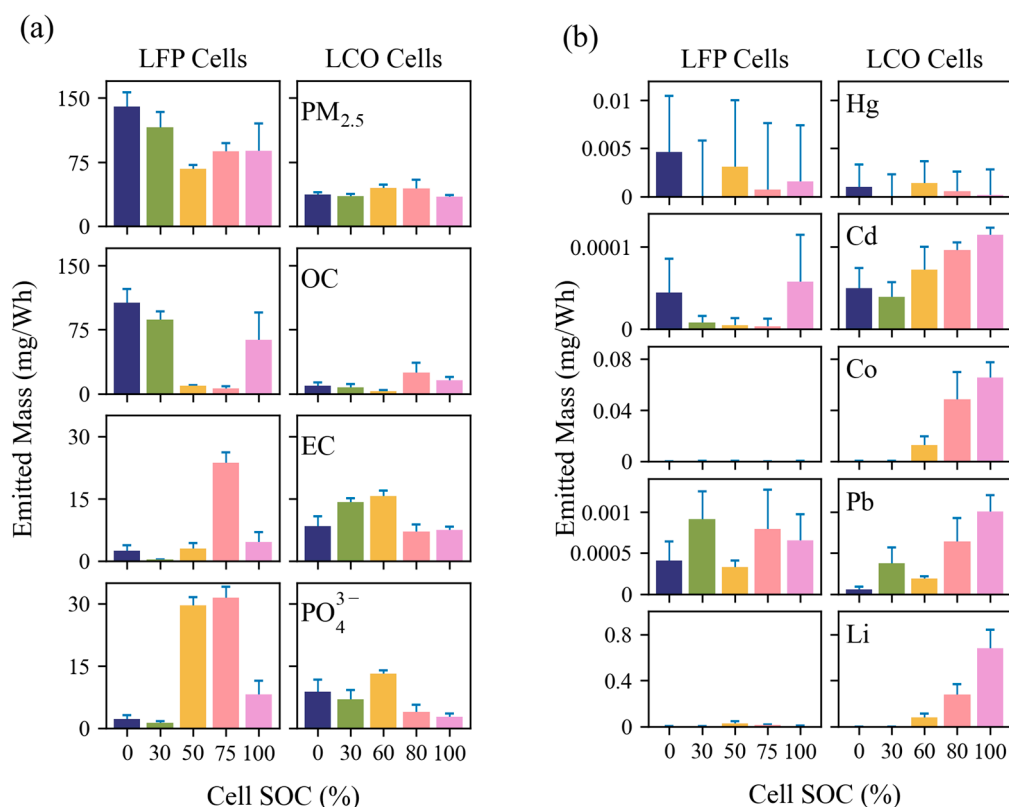 (a)
LFP Cells
LCO Cells
Emitted Mass (mg/Wh)
150
75
0
PM2.5
150
75
0
OC
30
15
0
EC
30
15
0
PO₄³⁻
0 30 50 75 100
0 30 60 80 100
Cell SOC (%)
(b)
LFP Cells
LCO Cells
Emitted Mass (mg/Wh)
0.01
0.005
0
Hg
0.0001
0
Cd
0.08
0.04
0
Co
0.001
0.0005
0
Pb
0.8
0.4
0
Li
0 30 50 75 100
0 30 60 80 100
Cell SOC (%)